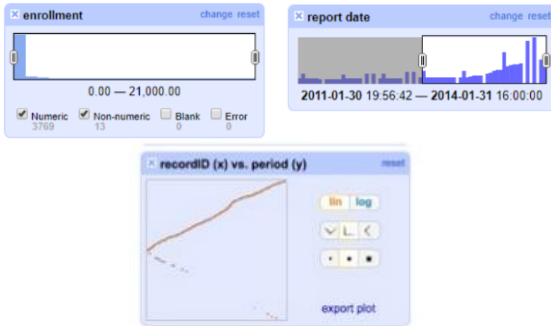 enrollment change reset
0.00 — 21,000.00
Numeric Non-numeric Blank Error
3769 13 0 0
report date change reset
2011-01-30 19:56:42 — 2014-01-31 16:00:00
recordID (x) vs. period (y) reset
lin log
export plot